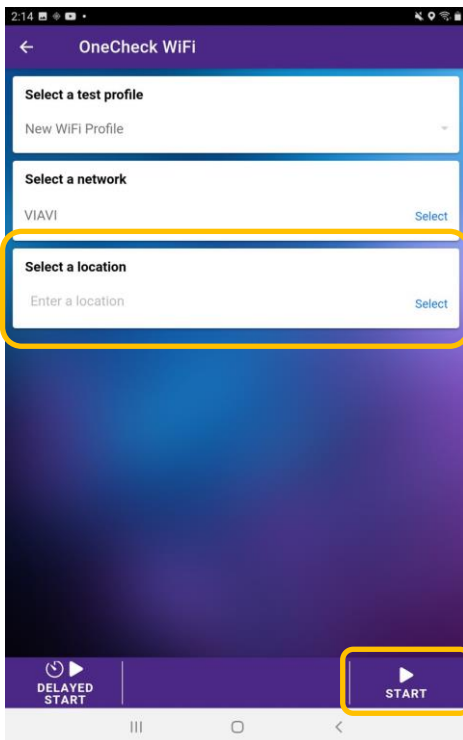 2:14
OneCheck WiFi
Select a test profile
New WiFi Profile
Select a network
VIAVI
Select
Select a location
Enter a location
Select
DELAYED
START
START